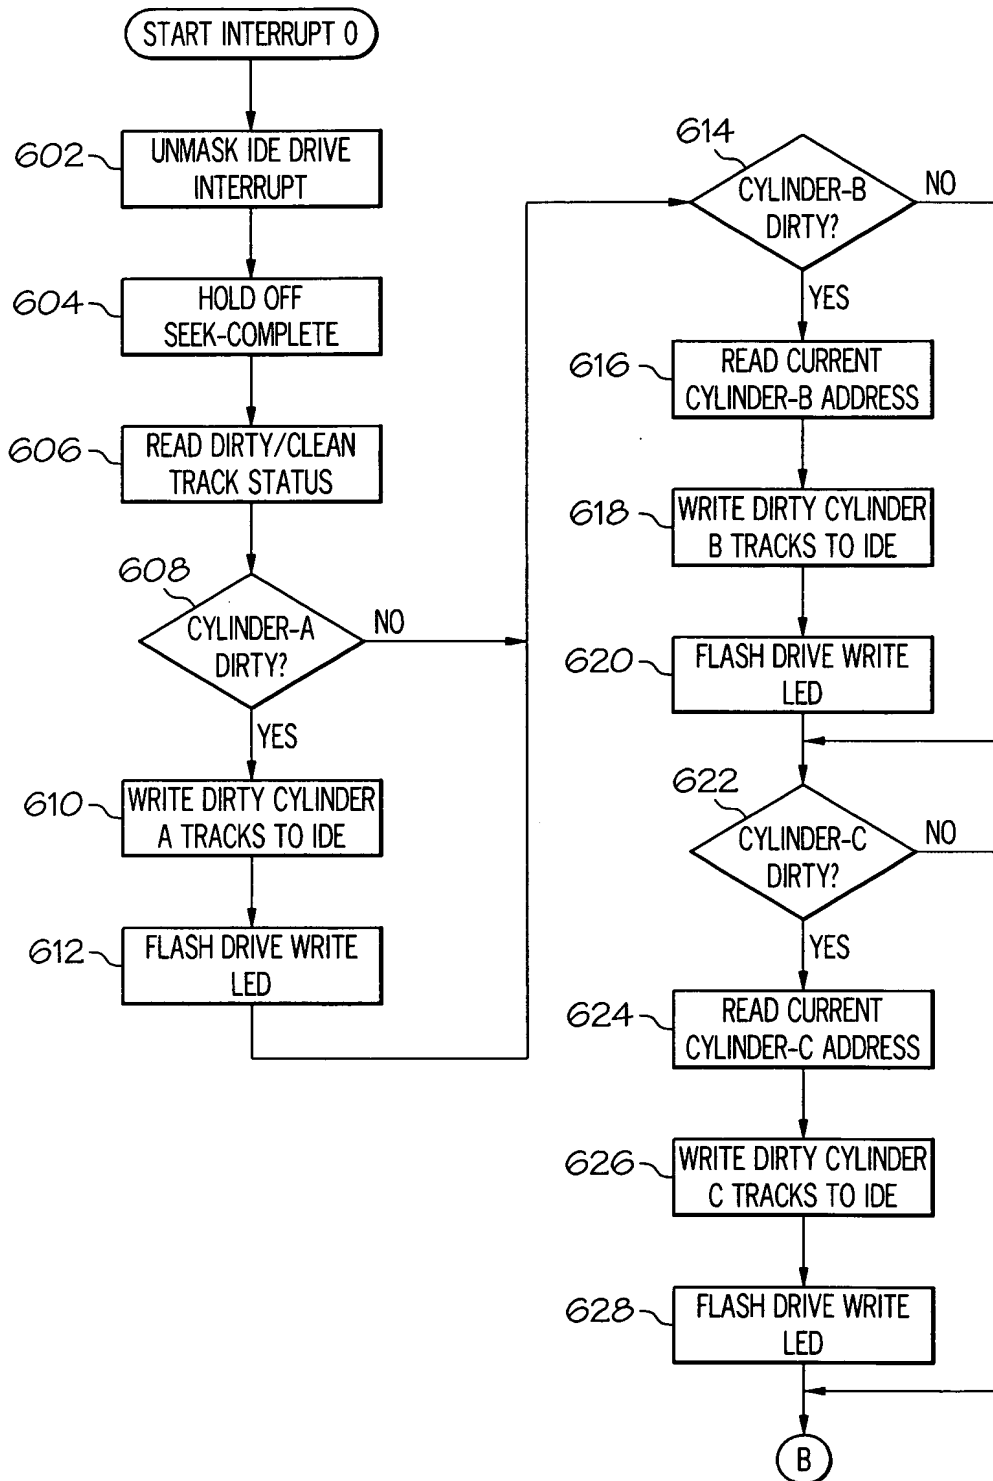 START INTERRUPT 0
602
UNMASK IDE DRIVE
INTERRUPT
604
HOLD OFF
SEEK-COMPLETE
606
READ DIRTY/CLEAN
TRACK STATUS
608
CYLINDER-A
DIRTY?
NO
YES
610
WRITE DIRTY CYLINDER
A TRACKS TO IDE
612
FLASH DRIVE WRITE
LED
614
CYLINDER-B
DIRTY?
NO
YES
616
READ CURRENT
CYLINDER-B ADDRESS
618
WRITE DIRTY CYLINDER
B TRACKS TO IDE
620
FLASH DRIVE WRITE
LED
622
CYLINDER-C
DIRTY?
NO
YES
624
READ CURRENT
CYLINDER-C ADDRESS
626
WRITE DIRTY CYLINDER
C TRACKS TO IDE
628
FLASH DRIVE WRITE
LED
B